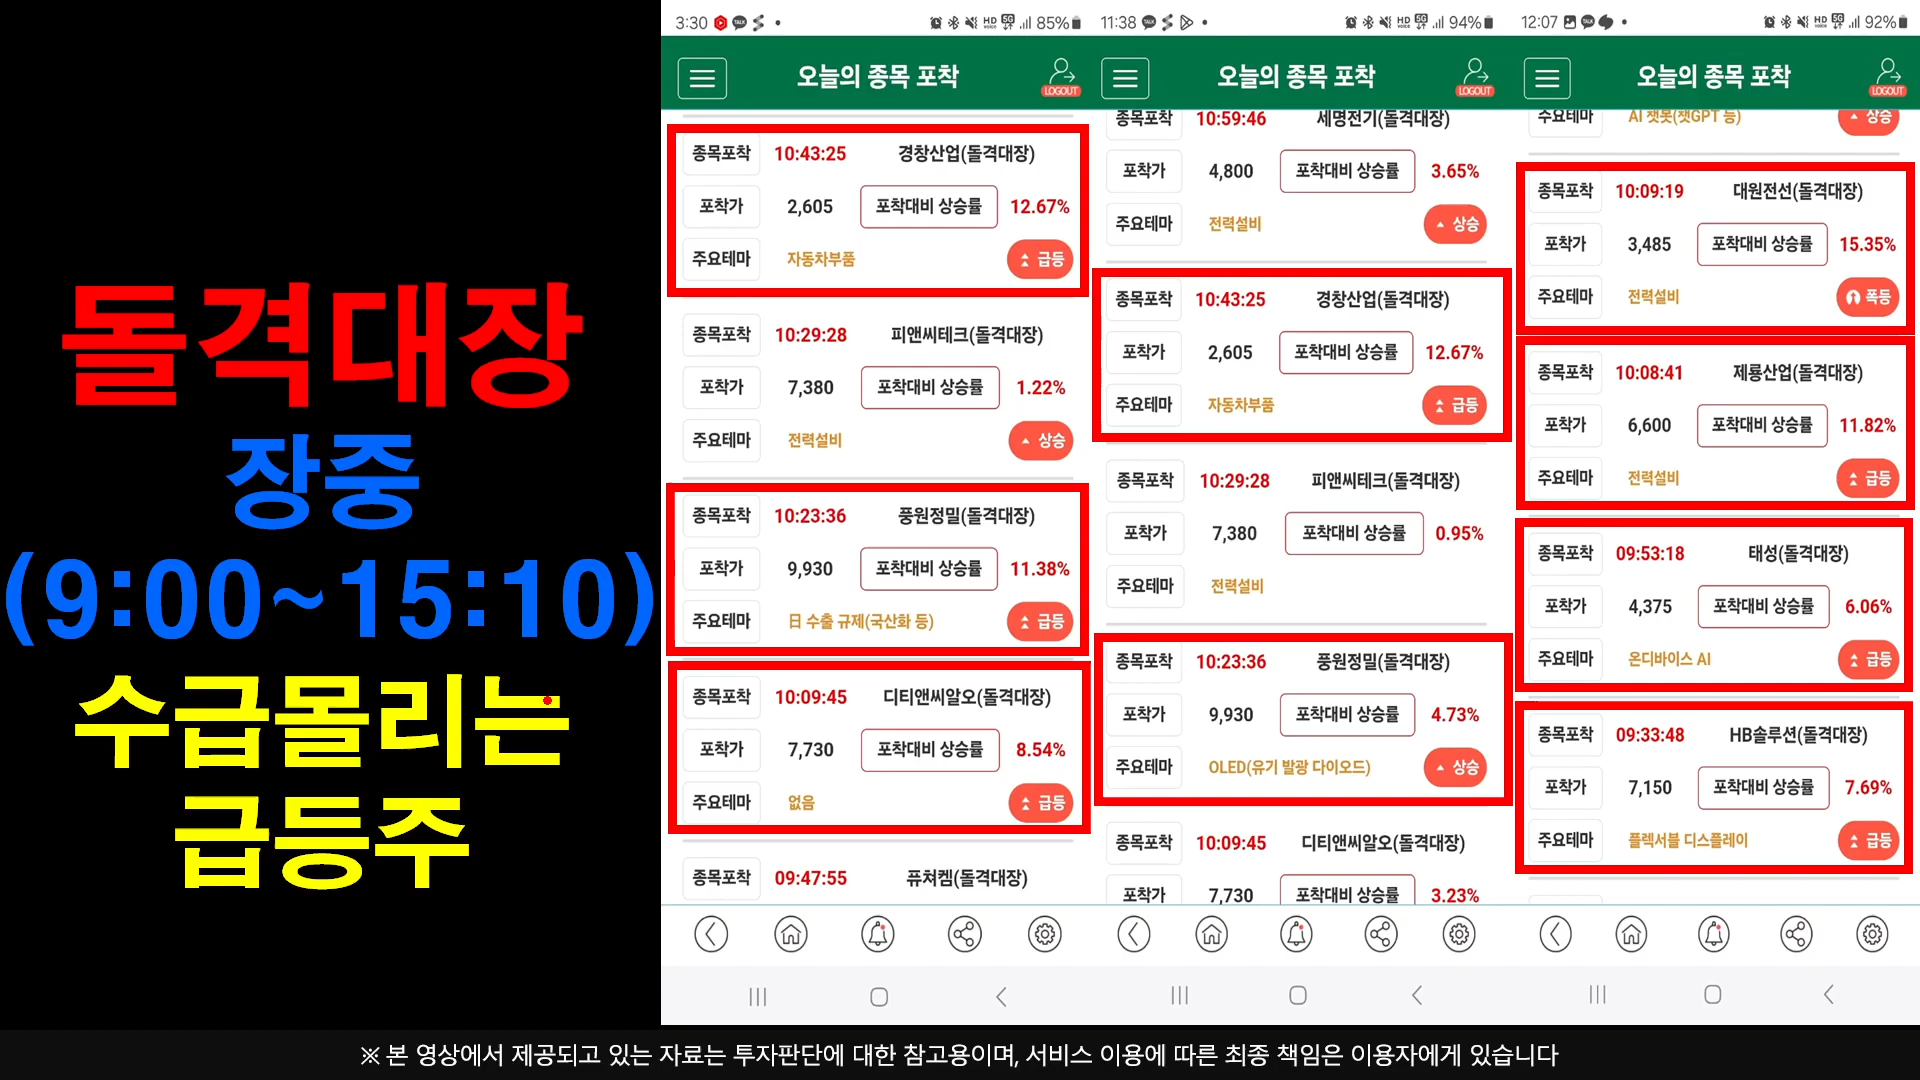 돌격대장
장중
(9:00~15:10)
수급몰리는
급등주
3:30
HD voice 5G 85%
오늘의 종목 포착
LOGOUT
종목포착 10:43:25 경창산업(돌격대장)
포착가 2,605 포착대비 상승률 12.67%
주요테마 자동차부품 급등
종목포착 10:29:28 피앤씨테크(돌격대장)
포착가 7,380 포착대비 상승률 1.22%
주요테마 전력설비 상승
종목포착 10:23:36 풍원정밀(돌격대장)
포착가 9,930 포착대비 상승률 11.38%
주요테마 日 수출 규제(국산화 등) 급등
종목포착 10:09:45 디티앤씨알오(돌격대장)
포착가 7,730 포착대비 상승률 8.54%
주요테마 없음 급등
종목포착 09:47:55 퓨쳐켐(돌격대장)
11:38
HD voice 5G 94%
오늘의 종목 포착
LOGOUT
종목포착 10:59:46 세명전기(돌격대장)
포착가 4,800 포착대비 상승률 3.65%
주요테마 전력설비 상승
종목포착 10:43:25 경창산업(돌격대장)
포착가 2,605 포착대비 상승률 12.67%
주요테마 자동차부품 급등
종목포착 10:29:28 피앤씨테크(돌격대장)
포착가 7,380 포착대비 상승률 0.95%
주요테마 전력설비
종목포착 10:23:36 풍원정밀(돌격대장)
포착가 9,930 포착대비 상승률 4.73%
주요테마 OLED(유기 발광 다이오드) 상승
종목포착 10:09:45 디티앤씨알오(돌격대장)
포착가 7,730 포착대비 상승률 3.23%
12:07
HD voice 5G 92%
오늘의 종목 포착
LOGOUT
주요테마 AI 챗봇(챗GPT 등) 상승
종목포착 10:09:19 대원전선(돌격대장)
포착가 3,485 포착대비 상승률 15.35%
주요테마 전력설비 폭등
종목포착 10:08:41 제룡산업(돌격대장)
포착가 6,600 포착대비 상승률 11.82%
주요테마 전력설비 급등
종목포착 09:53:18 태성(돌격대장)
포착가 4,375 포착대비 상승률 6.06%
주요테마 온디바이스 AI 급등
종목포착 09:33:48 HB솔루션(돌격대장)
포착가 7,150 포착대비 상승률 7.69%
주요테마 플렉서블 디스플레이 급등
※ 본 영상에서 제공되고 있는 자료는 투자판단에 대한 참고용이며, 서비스 이용에 따른 최종 책임은 이용자에게 있습니다